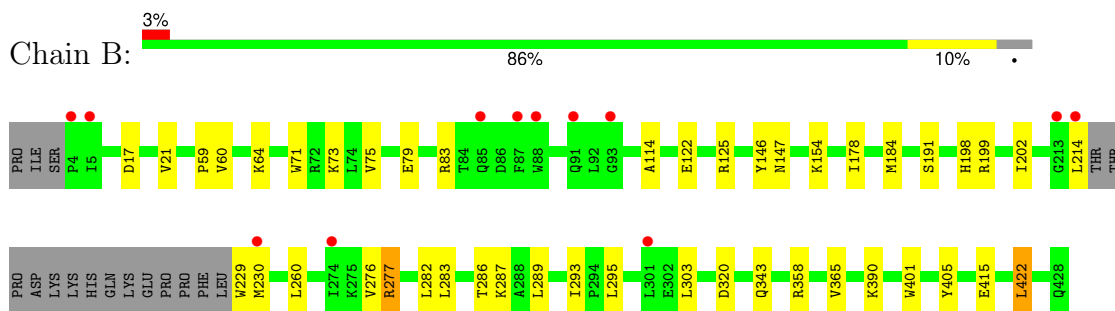 3%
Chain B:
86% 10% •
PRO ILE SER P4 I5 D17 V21 P59 V60 K64 W71 R72 K73 L74 V75 E79 R83 T84 Q85 D86 F87 W88 Q91 L92 G93 A114 E122 R125 Y146 N147 K154 I178 M184 S191 H198 R199 I202 G213 L214 THR THR
PRO ASP LYS LYS HIS GLN LYS GLU PRO PRO PHE LEU W229 M230 L260 I274 K275 V276 R277 L282 L283 T286 K287 A288 L289 I293 P294 L295 L301 E302 L303 D320 Q343 R358 V365 K390 W401 Y405 E415 L422 Q428